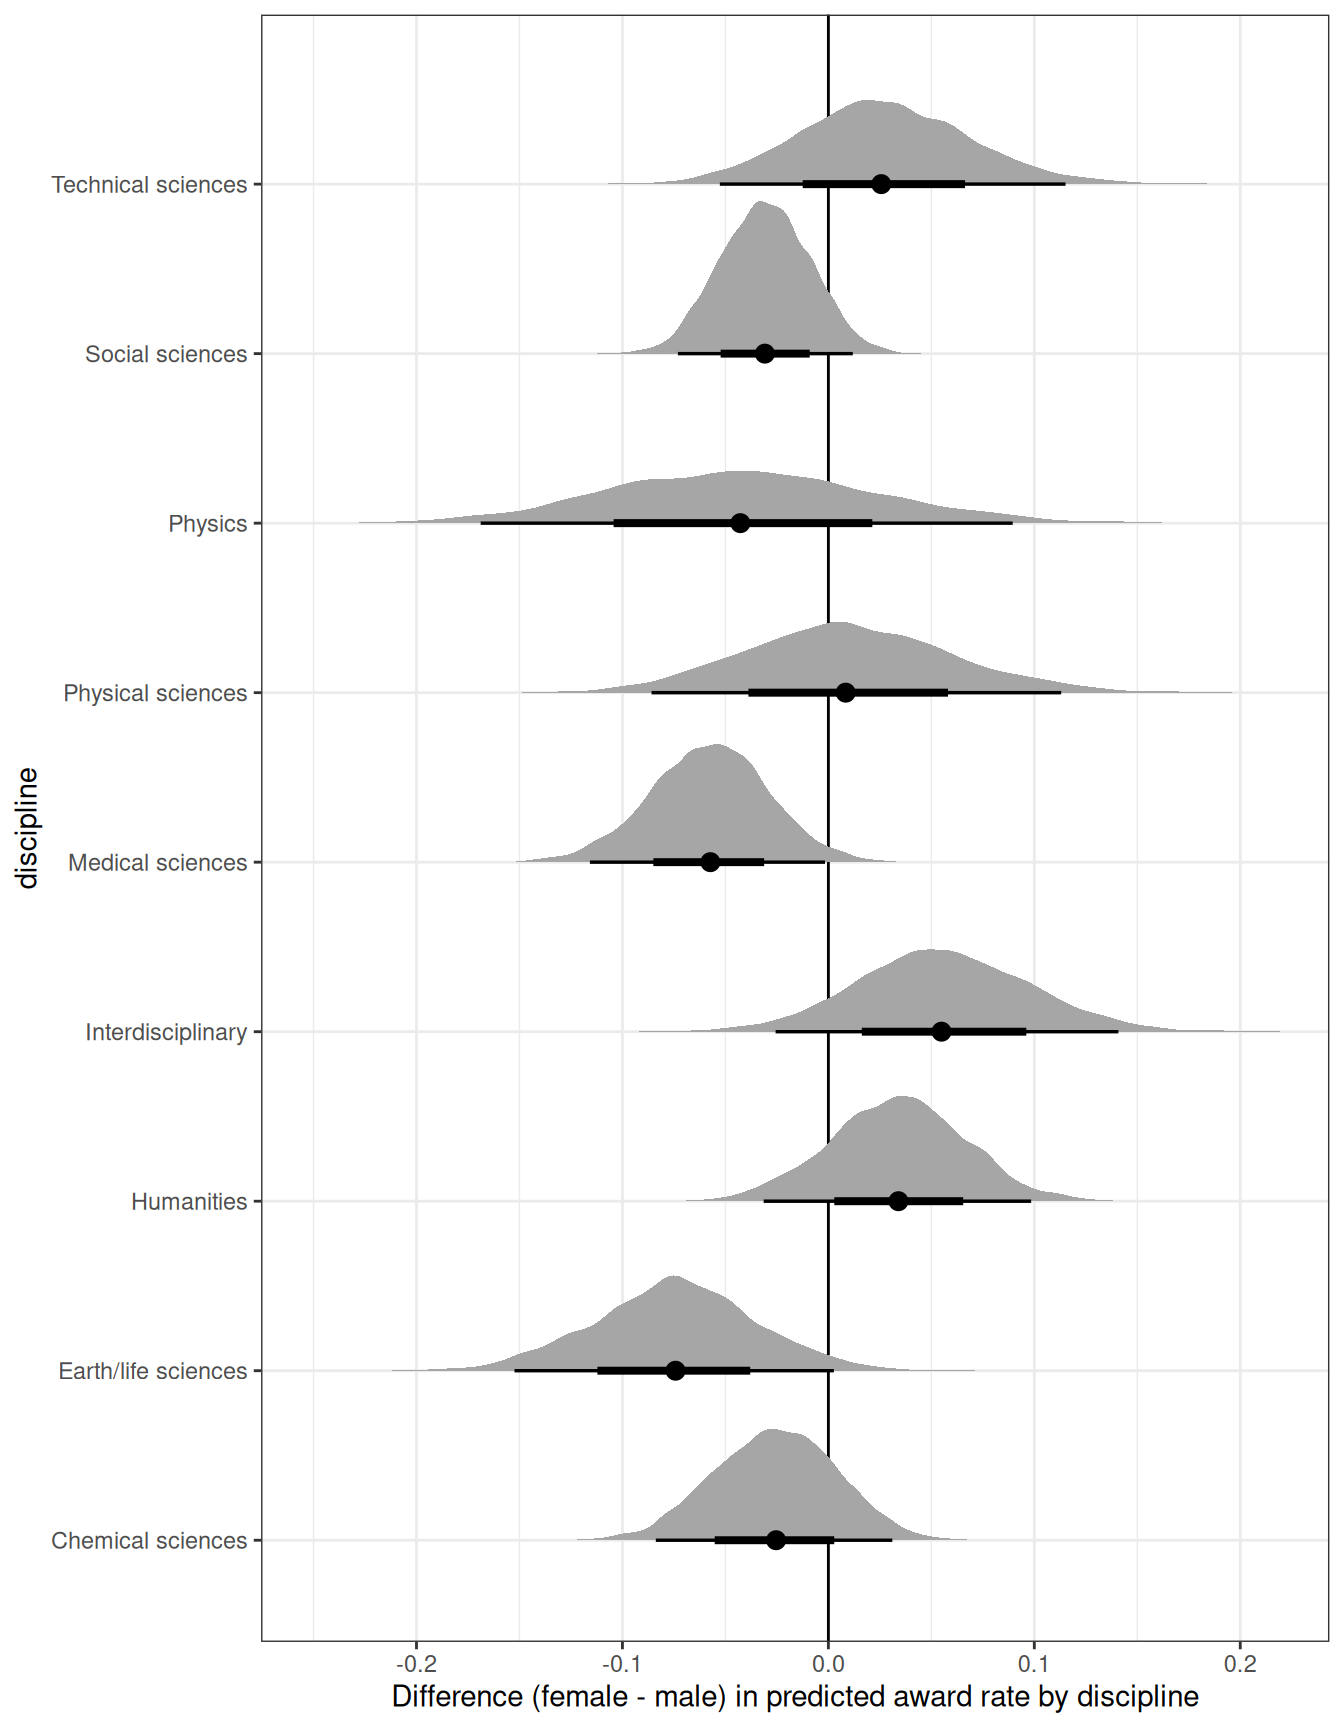 Technical sciences
Social sciences
Physics
Physical sciences
Medical sciences
Interdisciplinary
Humanities
Earth/life sciences
Chemical sciences
discipline
-0.2 -0.1 0.0 0.1 0.2
Difference (female - male) in predicted award rate by discipline